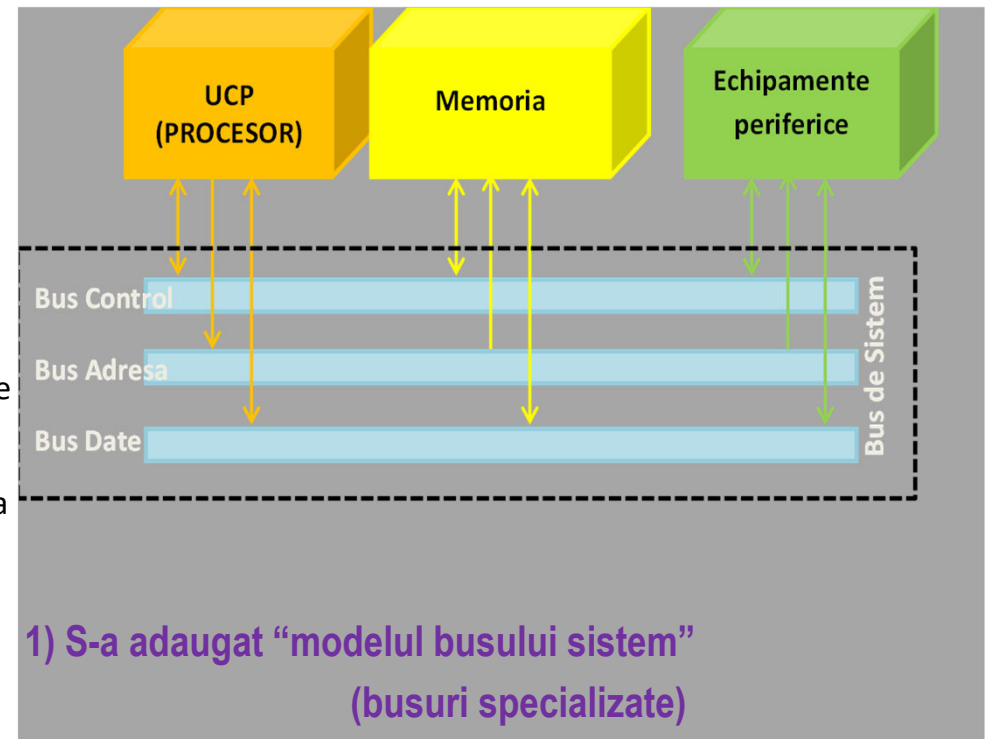 UCP
(PROCESOR)
Memoria
Echipamente
periferice
Bus Control
Bus Adresa
Bus Date
Bus de Sistem
e
a
1) S-a adaugat “modelul busului sistem”
(busuri specializate)